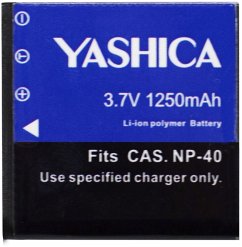 YASHICA
3.7V 1250mAh
Li-ion polymer Battery
Fits CAS. NP-40
Use specified charger only.